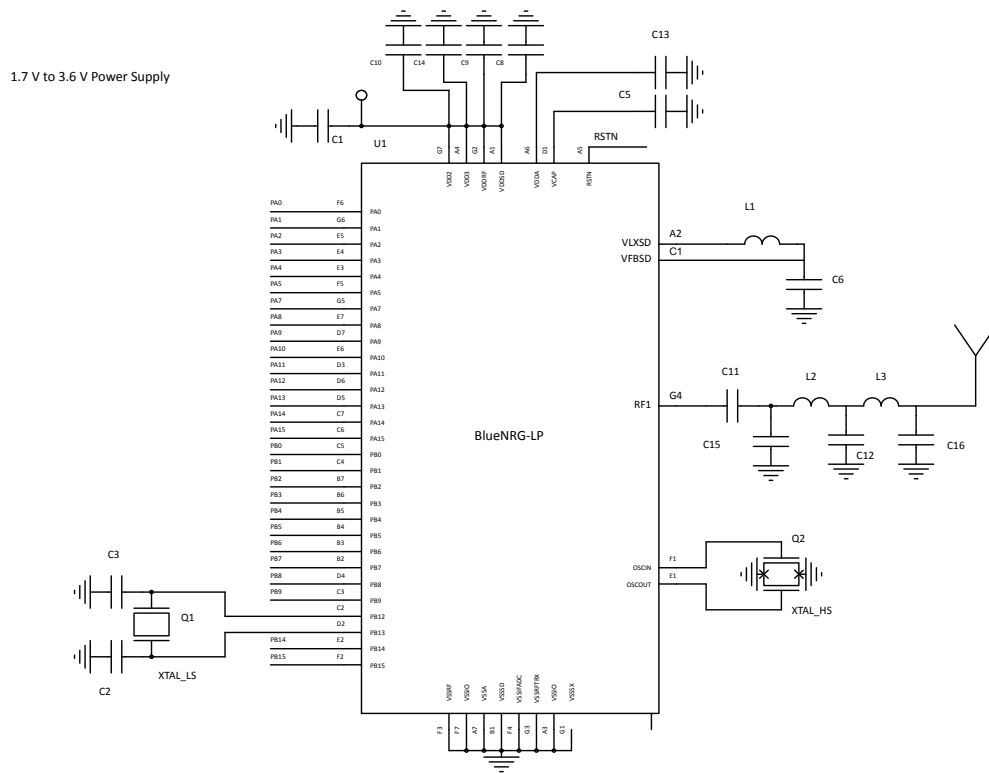 C13
C10 C14 C9 C8
1.7 V to 3.6 V Power Supply
C5
C1
U1
RSTN
G7 A4 G2 A1 A6 D1 A5
VDD2 VDD3 VDDRF VDDSD VDDA VCAP RSTN
PA0 F6 PA0
PA1 G6 PA1
PA2 E5 PA2
PA3 E4 PA3
PA4 E3 PA4
PA5 F5 PA5
PA7 G5 PA7
PA8 E7 PA8
PA9 D7 PA9
PA10 E6 PA10
PA11 D3 PA11
PA12 D6 PA12
PA13 D5 PA13
PA14 C7 PA14
PA15 C6 PA15
PB0 C5 PB0
PB1 C4 PB1
PB2 B7 PB2
PB3 B6 PB3
PB4 B5 PB4
PB5 B4 PB5
PB6 B3 PB6
PB7 B2 PB7
PB8 D4 PB8
PB9 C3 PB9
C2 PB12
D2 PB13
PB14 E2 PB14
PB15 F2 PB15
C3
Q1
C2
XTAL_LS
BlueNRG-LP
L1
VLXSD A2
VFBSD C1
C6
C11 L2 L3
RF1 G4
C15 C12 C16
Q2
OSCIN F1
OSCOUT E1
XTAL_HS
VSSRF VSSIO VSSA VSSSD VSSIFADC VSSRFTRX VSSIO VSSSX
F3 F7 A7 B1 F4 G3 A3 G1